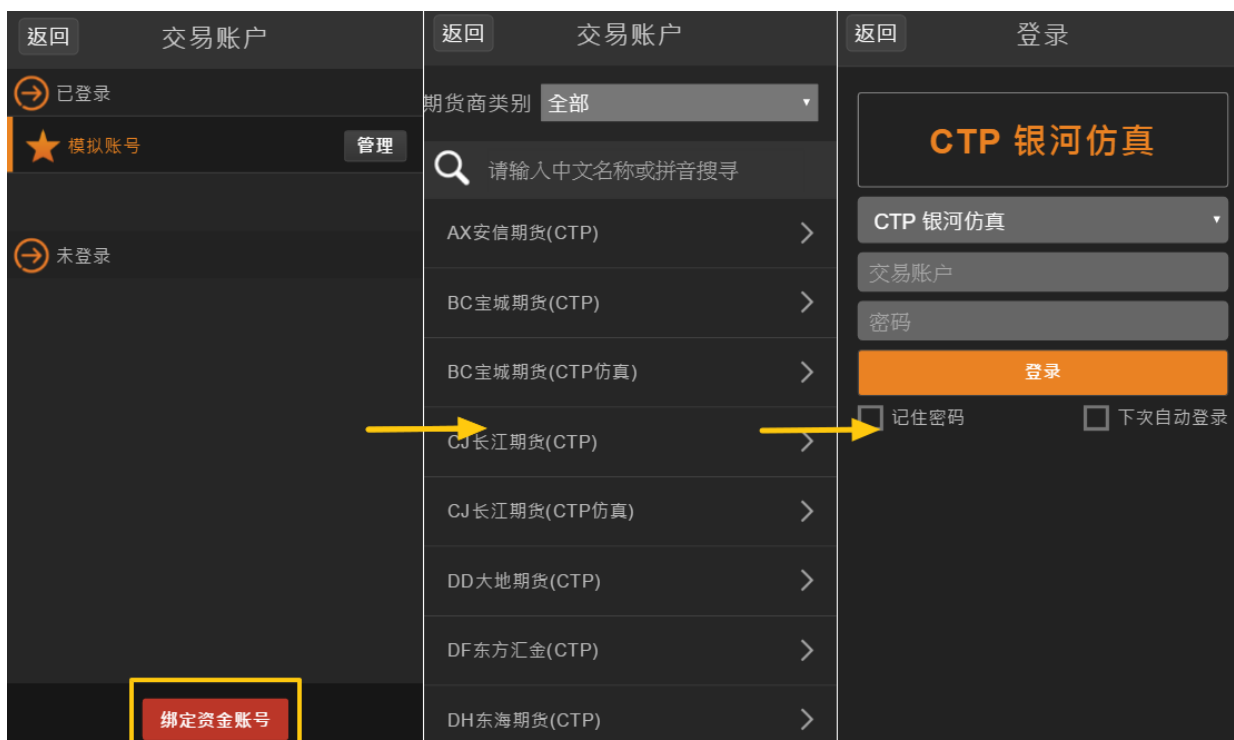 返回 交易账户
已登录
模拟账号 管理
未登录
绑定资金账号
返回 交易账户
期货商类别 全部
请输入中文名称或拼音搜寻
AX安信期货(CTP)
BC宝城期货(CTP)
BC宝城期货(CTP仿真)
CJ长江期货(CTP)
CJ长江期货(CTP仿真)
DD大地期货(CTP)
DF东方汇金(CTP)
DH东海期货(CTP)
返回 登录
CTP 银河仿真
CTP 银河仿真
交易账户
密码
登录
记住密码 下次自动登录